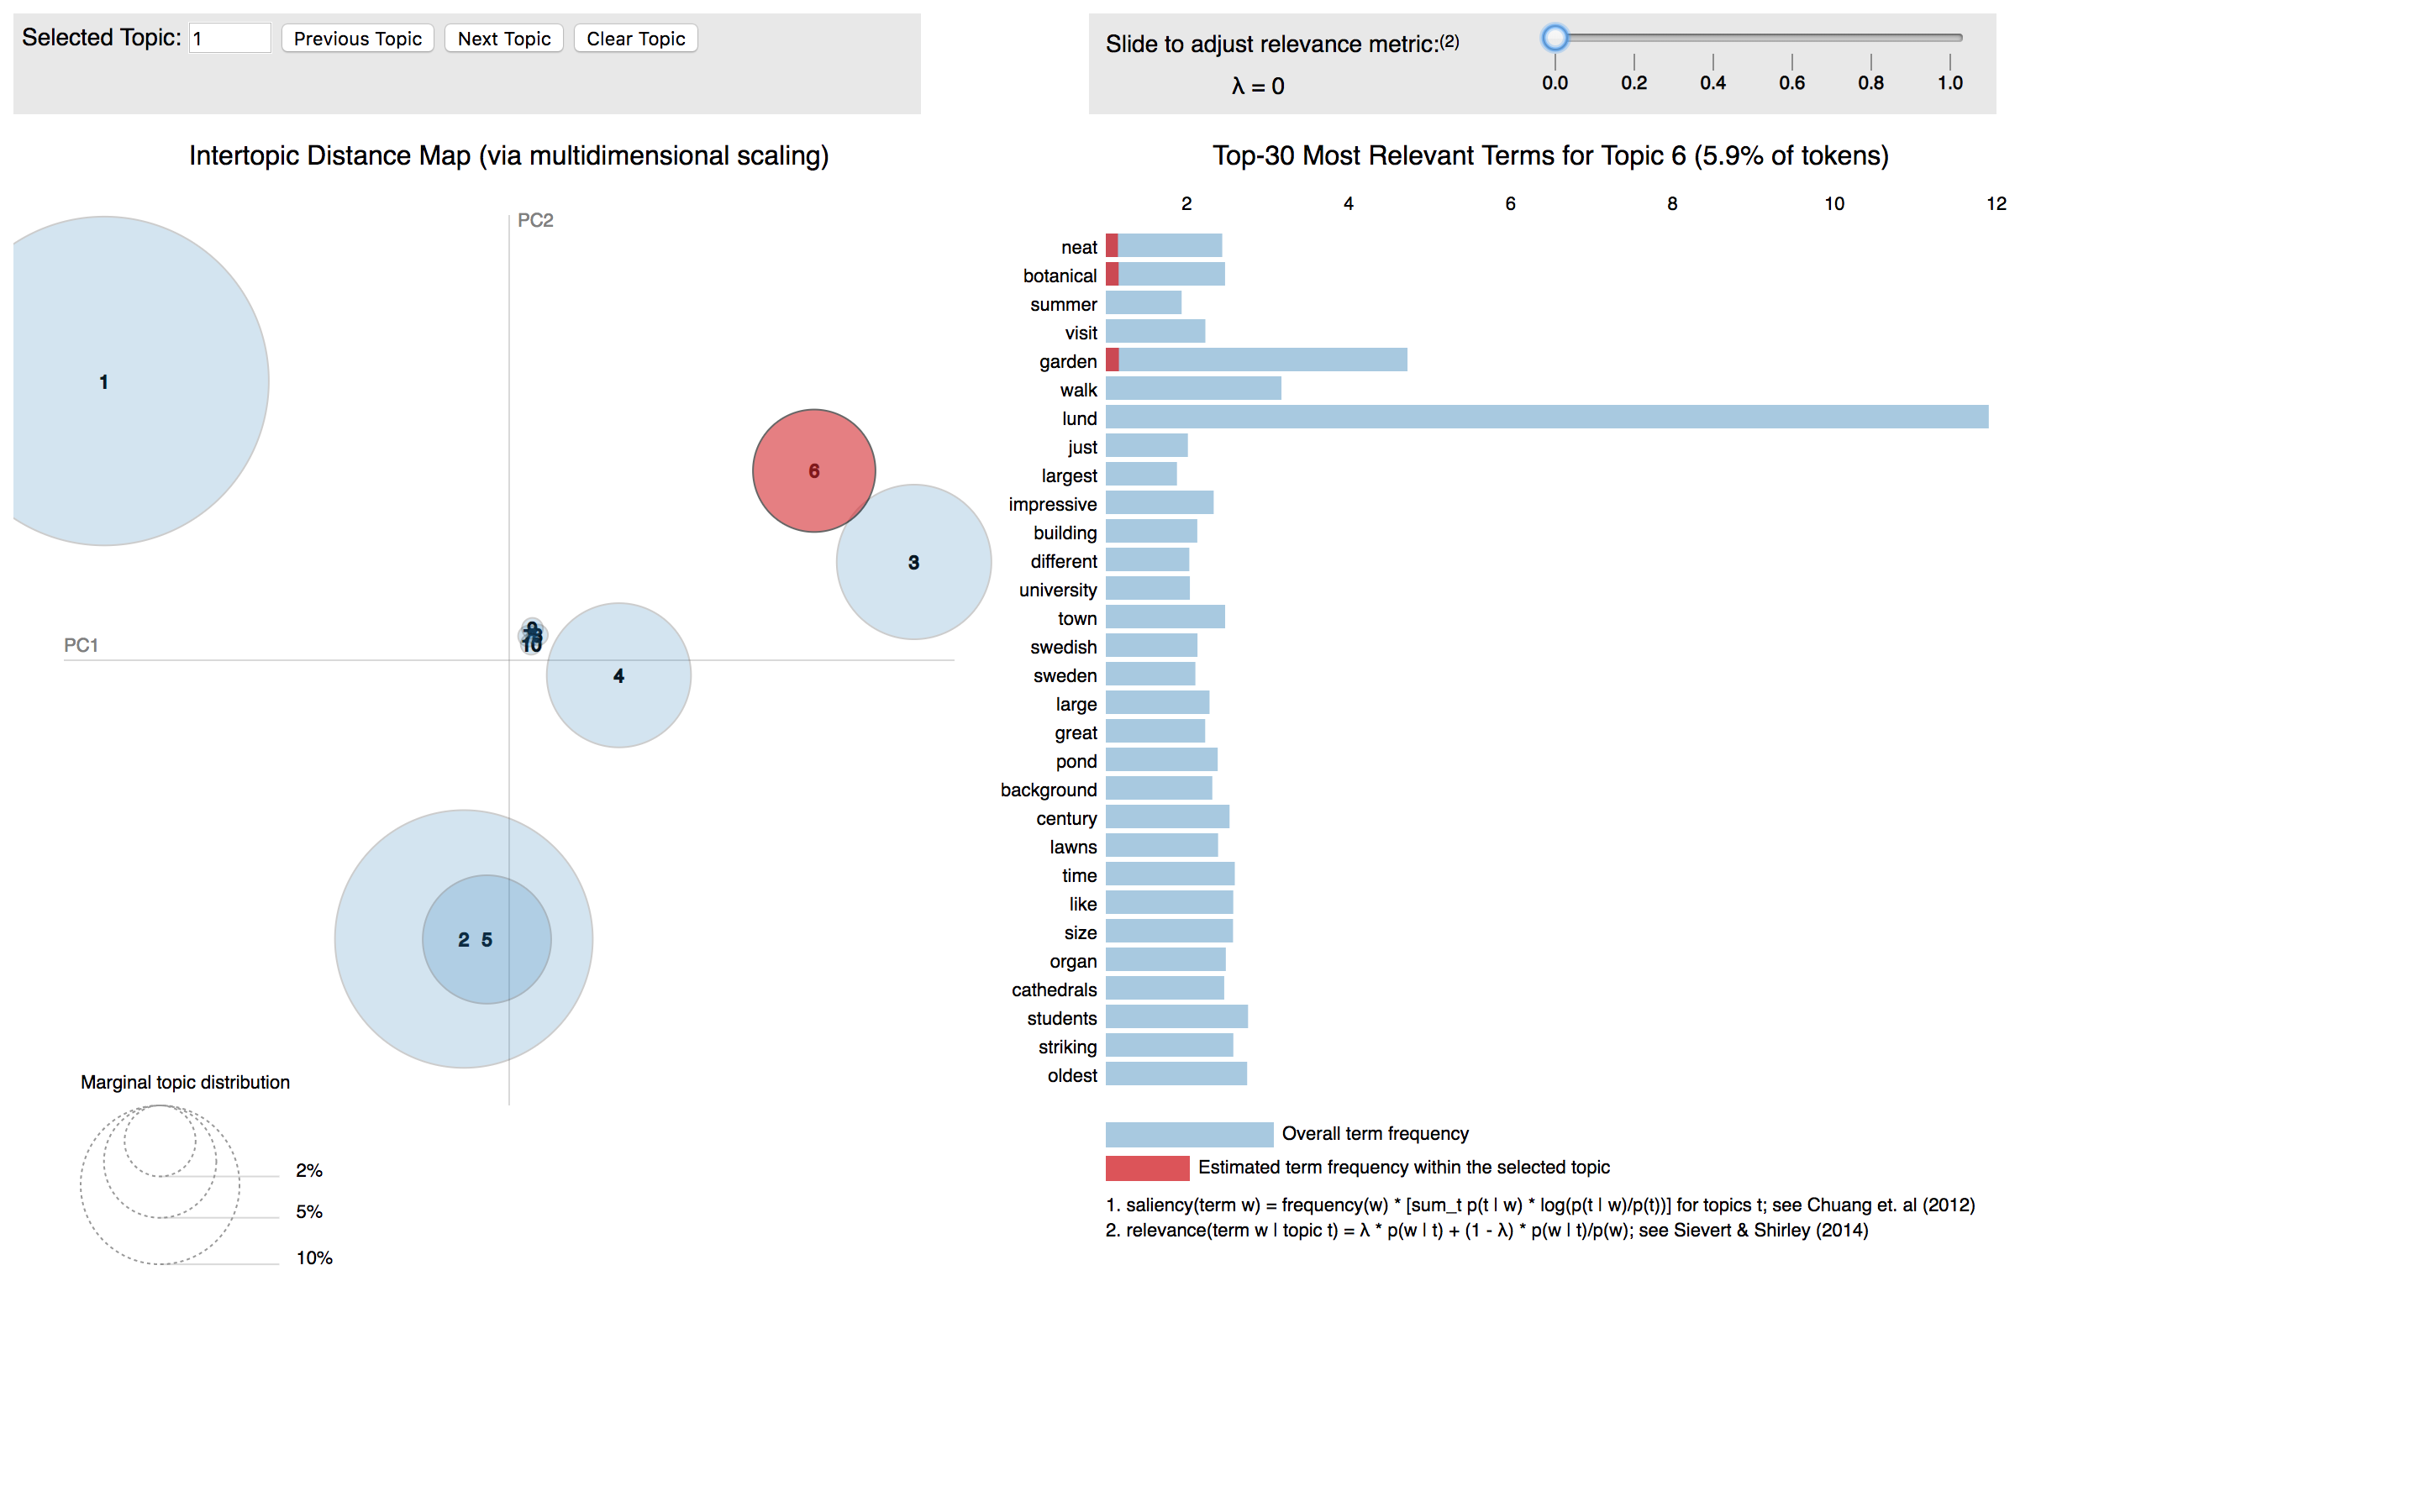 Selected Topic: 1 Previous Topic Next Topic Clear Topic
Slide to adjust relevance metric:(2)
λ = 0
0.0 0.2 0.4 0.6 0.8 1.0
Intertopic Distance Map (via multidimensional scaling)
PC2
PC1
1
6
3
10
4
2 5
Marginal topic distribution
2%
5%
10%
Top-30 Most Relevant Terms for Topic 6 (5.9% of tokens)
2 4 6 8 10 12
neat
botanical
summer
visit
garden
walk
lund
just
largest
impressive
building
different
university
town
swedish
sweden
large
great
pond
background
century
lawns
time
like
size
organ
cathedrals
students
striking
oldest
Overall term frequency
Estimated term frequency within the selected topic
1. saliency(term w) = frequency(w) * [sum_t p(t | w) * log(p(t | w)/p(t))] for topics t; see Chuang et. al (2012)
2. relevance(term w | topic t) = λ * p(w | t) + (1 - λ) * p(w | t)/p(w); see Sievert & Shirley (2014)